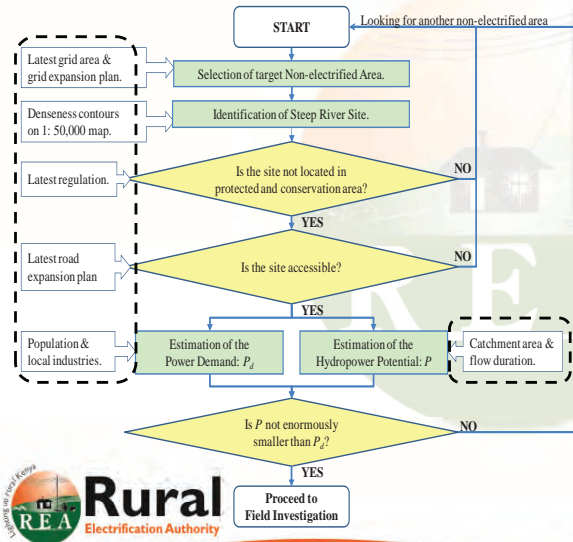 START
Looking for another non-electrified area
Latest grid area &
grid expansion plan.
Selection of target Non-electrified Area.
Denseness contours
on 1: 50,000 map.
Identification of Steep River Site.
Latest regulation.
Is the site not located in
protected and conservation area?
NO
YES
Latest road
expansion plan
Is the site accessible?
NO
YES
Population &
local industries.
Estimation of the
Power Demand: Pd
Estimation of the
Hydropower Potential: P
Catchment area &
flow duration.
Is P not enormously
smaller than Pd?
NO
YES
Proceed to
Field Investigation
Lighting up rural Kenya
R.E.A
Rural
Electrification Authority
R E